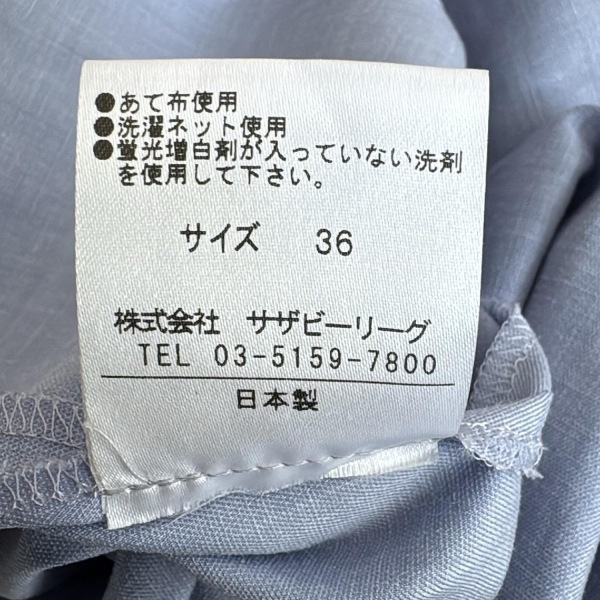 ●あて布使用
●洗濯ネット使用
●蛍光増白剤が入っていない洗剤
を使用して下さい。
サイズ 36
株式会社 サザビーリーグ
TEL 03-5159-7800
日本製